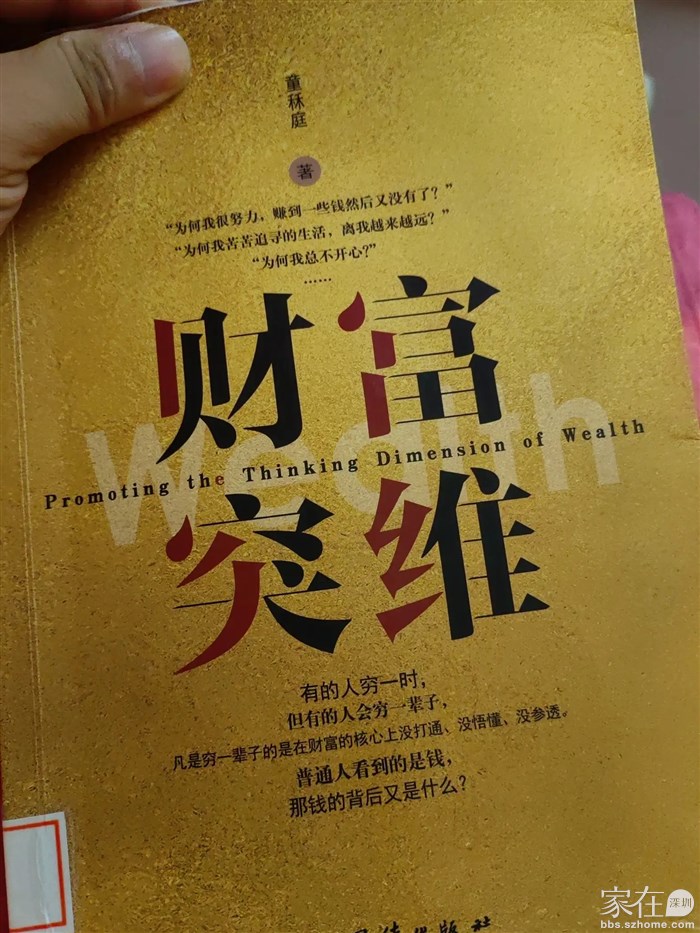 童秝庭
著
“为何我很努力，赚到一些钱然后又没有了？”
“为何我苦苦追寻的生活，离我越来越远？”
“为何我总不开心？”
……
财富
Wealth
Promoting the Thinking Dimension of Wealth
突维
有的人穷一时，
但有的人会穷一辈子，
凡是穷一辈子的是在财富的核心上没打通、没悟懂、没参透。
普通人看到的是钱，
那钱的背后又是什么？
出版社
家在深圳
bbs.szhome.com